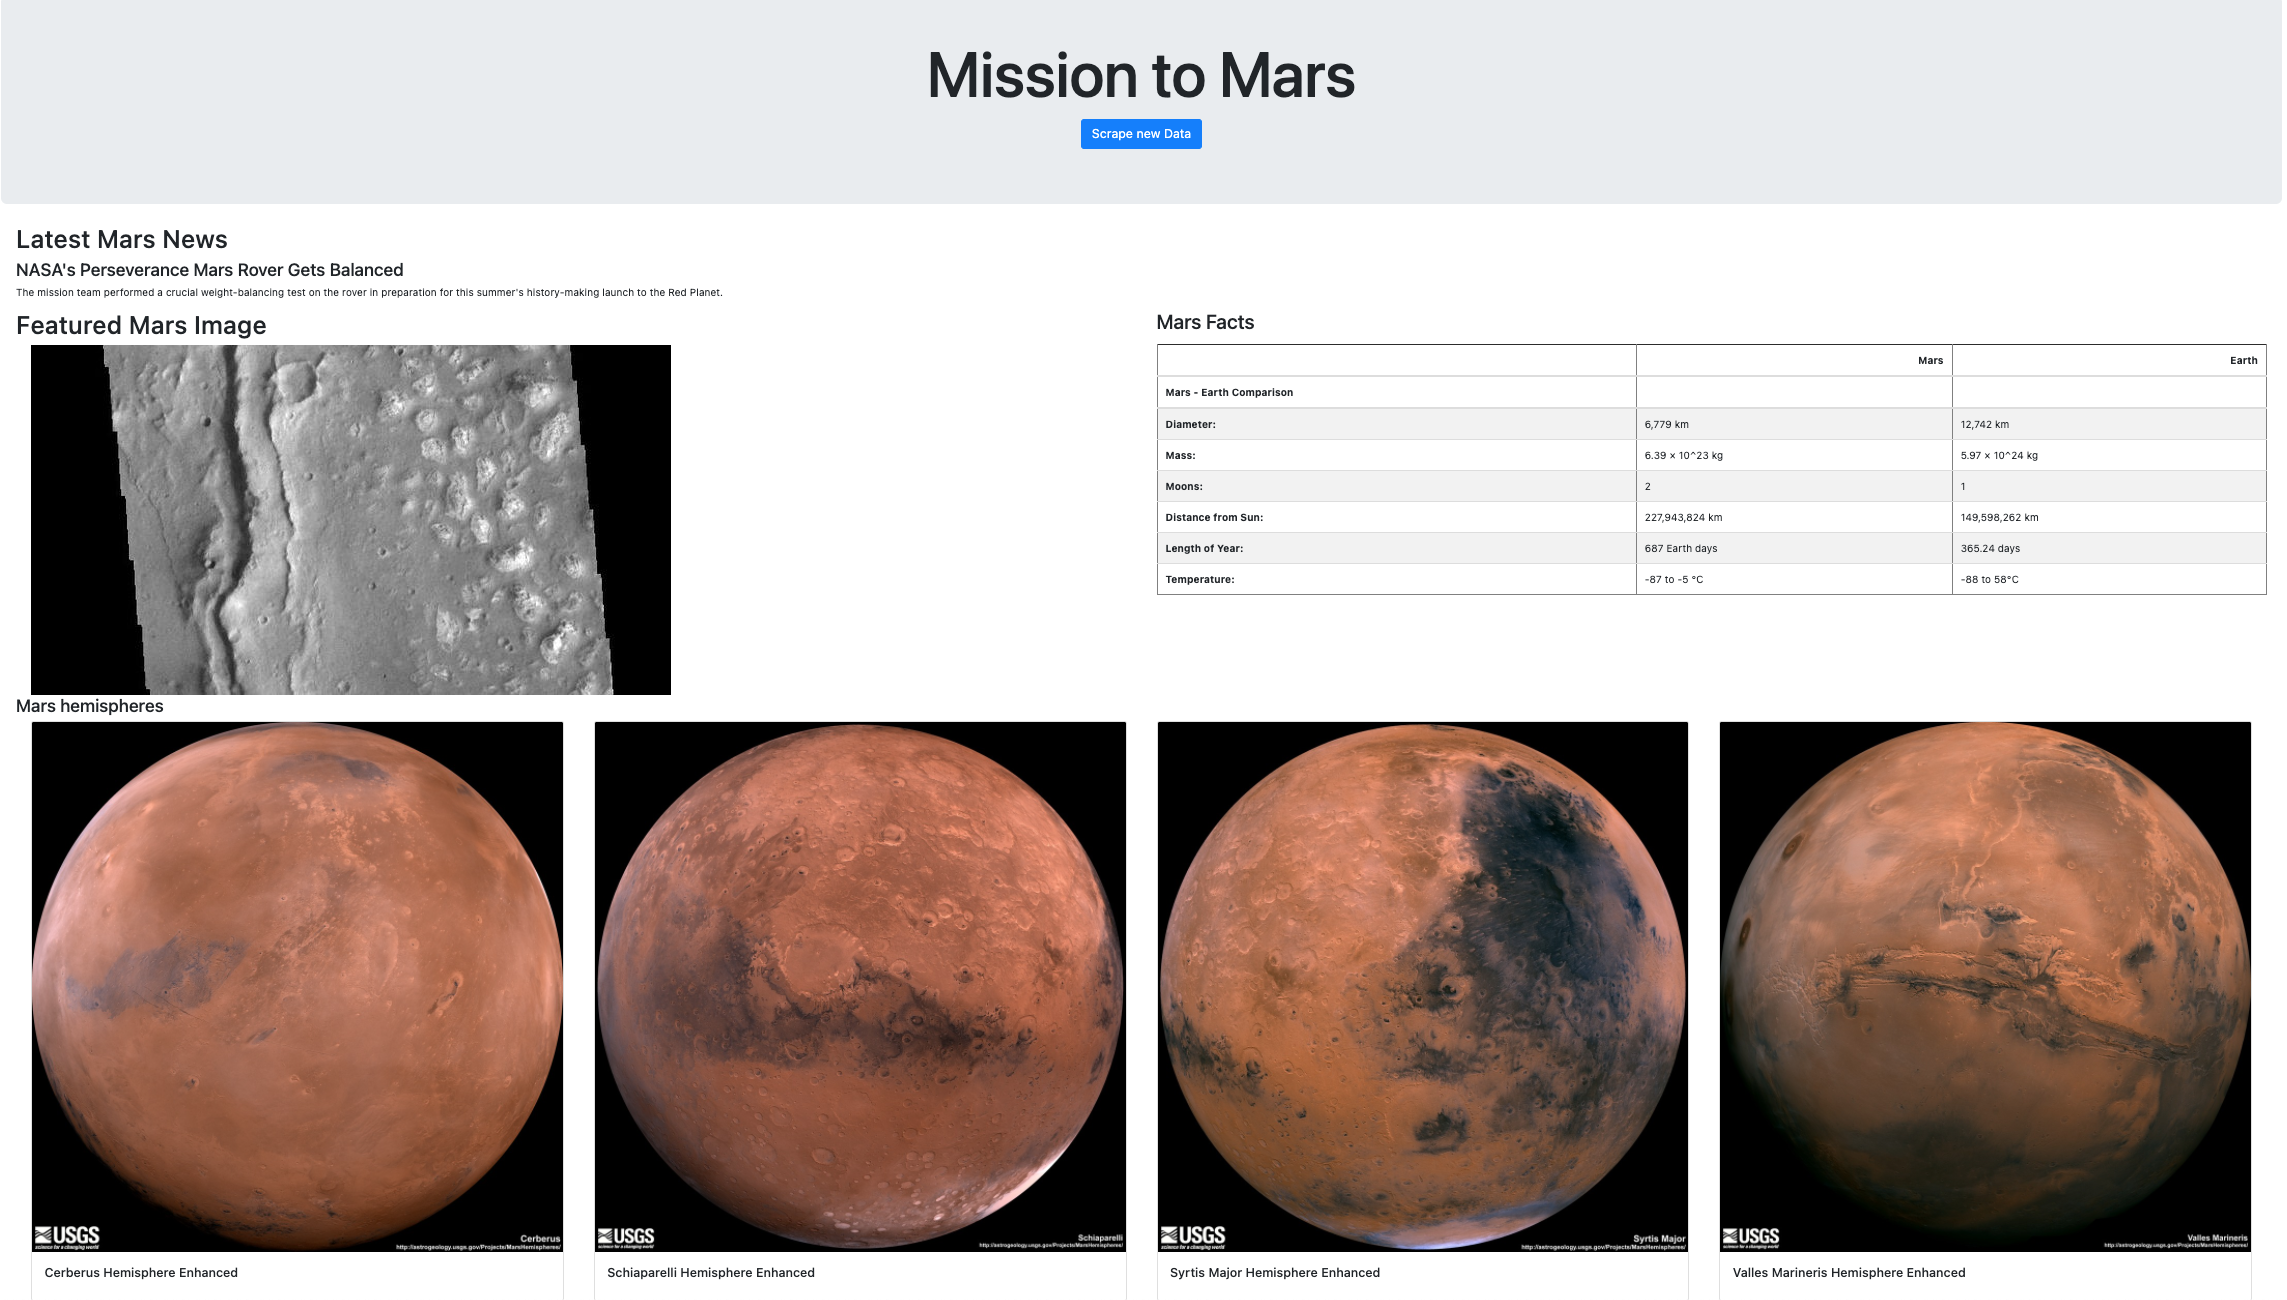 Mission to Mars
Scrape new Data
Latest Mars News
NASA's Perseverance Mars Rover Gets Balanced
The mission team performed a crucial weight-balancing test on the rover in preparation for this summer's history-making launch to the Red Planet.
Featured Mars Image
Mars Facts
Mars Earth
Mars - Earth Comparison
Diameter: 6,779 km 12,742 km
Mass: 6.39 × 10^23 kg 5.97 × 10^24 kg
Moons: 2 1
Distance from Sun: 227,943,824 km 149,598,262 km
Length of Year: 687 Earth days 365.24 days
Temperature: -87 to -5 °C -88 to 58°C
Mars hemispheres
USGS
science for a changing world
Cerberus
http://astrogeology.usgs.gov/Projects/MarsHemispheres/
Cerberus Hemisphere Enhanced
USGS
science for a changing world
Schiaparelli
http://astrogeology.usgs.gov/Projects/MarsHemispheres/
Schiaparelli Hemisphere Enhanced
USGS
science for a changing world
Syrtis Major
http://astrogeology.usgs.gov/Projects/MarsHemispheres/
Syrtis Major Hemisphere Enhanced
USGS
science for a changing world
Valles Marineris
http://astrogeology.usgs.gov/Projects/MarsHemispheres/
Valles Marineris Hemisphere Enhanced